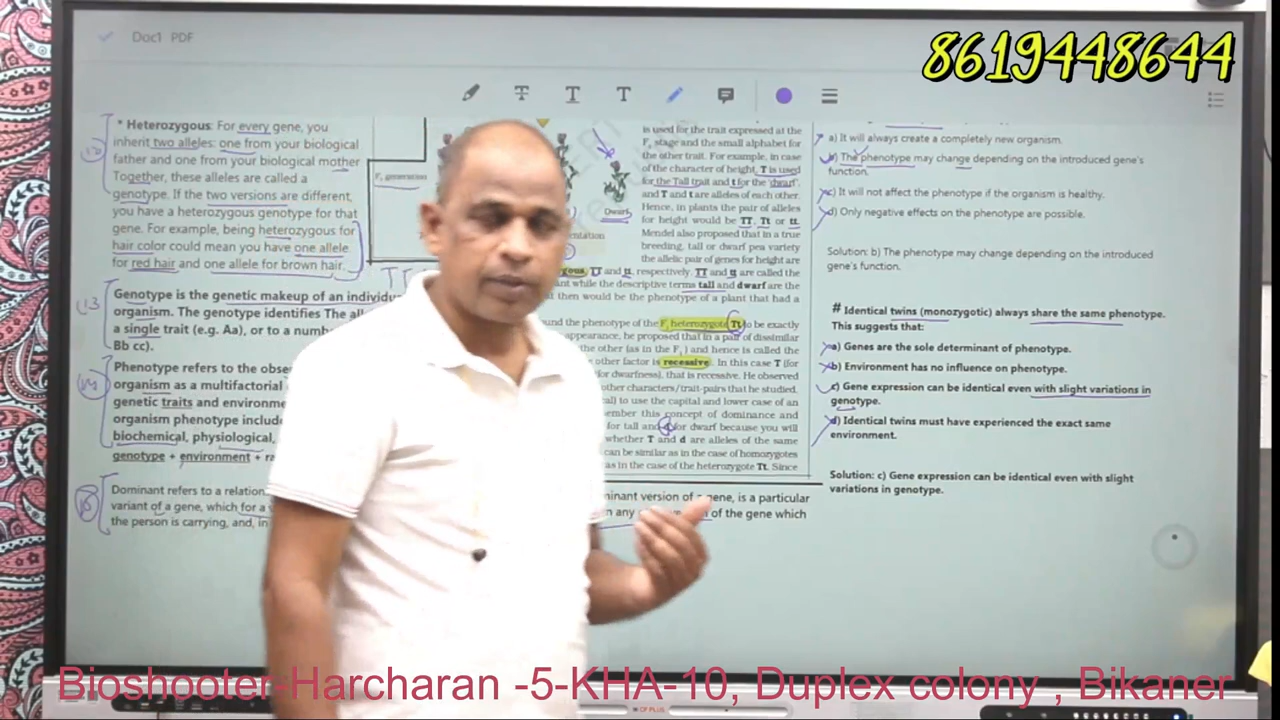 8619448644
Doc1 PDF
* Heterozygous: For every gene, you
inherit two alleles: one from your biological
father and one from your biological mother
Together, these alleles are called a
genotype. If the two versions are different,
you have a heterozygous genotype for that
gene. For example, being heterozygous for
hair color could mean you have one allele
for red hair and one allele for brown hair.
Genotype is the genetic makeup of an individ
organism. The genotype identifies The al
a single trait (e.g. Aa), or to a numb
Bb cc).
Phenotype refers to the obse
organism as a multifactorial
genetic traits and environme
organism phenotype include
biochemical, physiological,
genotype + environment + ra
Dominant refers to a relation
variant of a gene, which for a
the person is carrying, and, in
F2 generation
Dwarf
entation
TT
is used for the trait expressed at the
F1 stage and the small alphabet for
the other trait. For example, in case
of the character of height, T is used
for the Tall trait and t for the 'dwarf',
and T and t are alleles of each other.
Hence, in plants the pair of alleles
for height would be TT, Tt or tt.
Mendel also proposed that in a true
breeding, tall or dwarf pea variety
the allelic pair of genes for height are
gous, TT and tt, respectively. TT and tt are called the
ant while the descriptive terms tall and dwarf are the
t then would be the phenotype of a plant that had a
und the phenotype of the F1 heterozygote Tt to be exactly
appearance, he proposed that in a pair of dissimilar
the other (as in the F1) and hence is called the
other factor is recessive. In this case T (for
for dwarfness), that is recessive. He observed
other characters/trait-pairs that he studied.
cal) to use the capital and lower case of an
ember this concept of dominance and
for tall and d for dwarf because you will
whether T and d are alleles of the same
can be similar as in the case of homozygotes
as in the case of the heterozygote Tt. Since
minant version of a gene, is a particular
n any of the gene which
a) It will always create a completely new organism.
b) The phenotype may change depending on the introduced gene's
function.
c) It will not affect the phenotype if the organism is healthy.
d) Only negative effects on the phenotype are possible.
Solution: b) The phenotype may change depending on the introduced
gene's function.
# Identical twins (monozygotic) always share the same phenotype.
This suggests that:
a) Genes are the sole determinant of phenotype.
b) Environment has no influence on phenotype.
c) Gene expression can be identical even with slight variations in
genotype.
d) Identical twins must have experienced the exact same
environment.
Solution: c) Gene expression can be identical even with slight
variations in genotype.
Bioshooter-Harcharan -5-KHA-10, Duplex colony , Bikaner